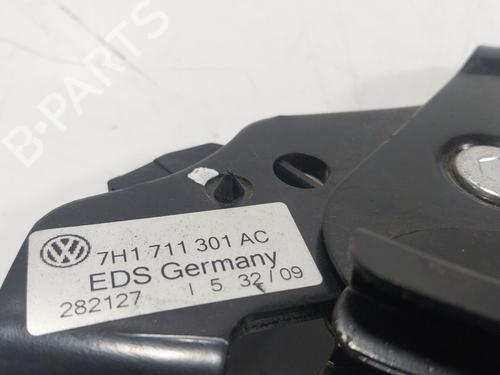 B-PARTS
7H1 711 301 AC
EDS Germany
282127 I 5 32/09